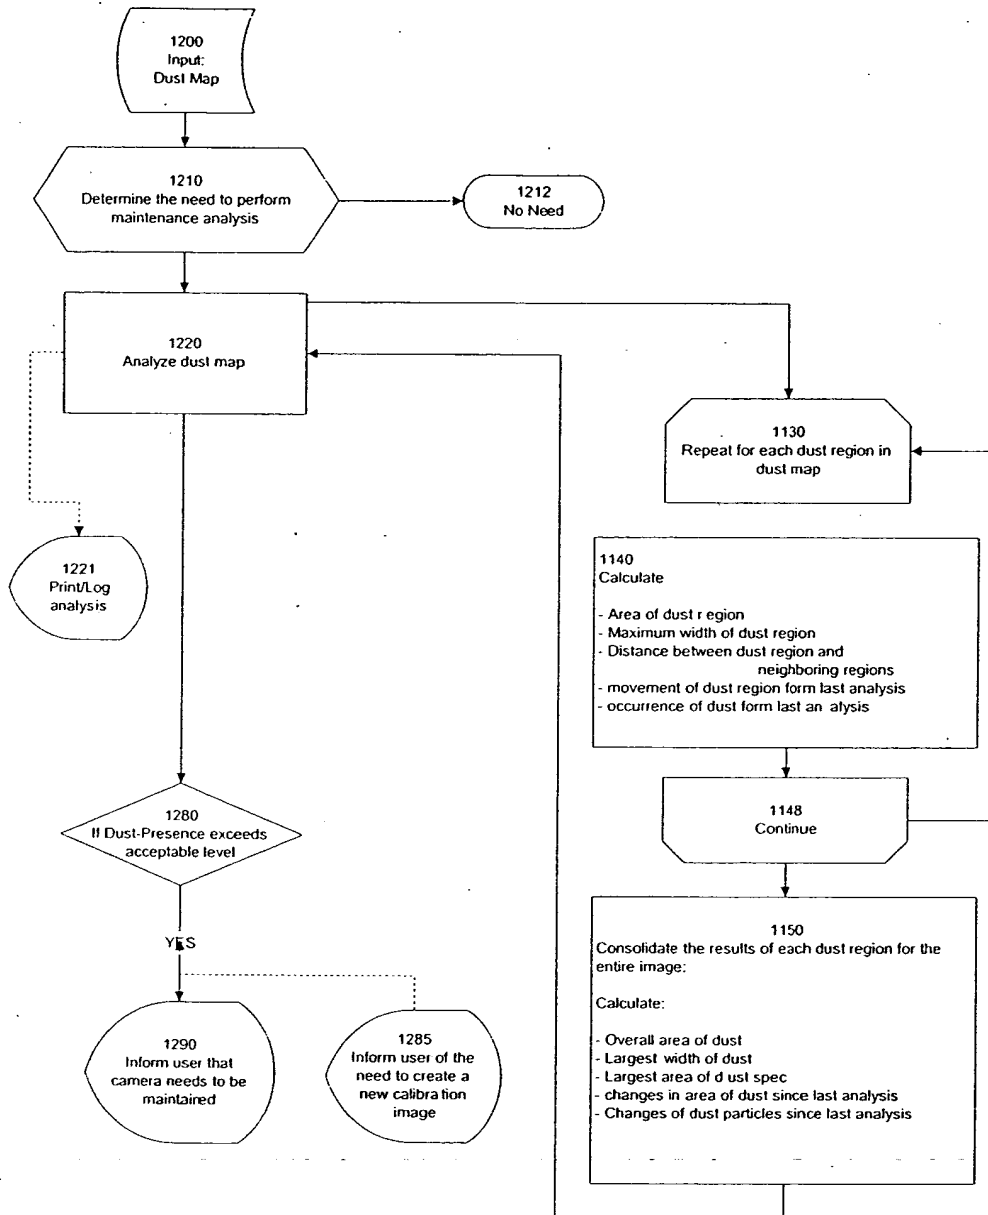 1200
Input:
Dust Map
1210
Determine the need to perform
maintenance analysis
1212
No Need
1220
Analyze dust map
1130
Repeat for each dust region in
dust map
1221
Print/Log
analysis
1140
Calculate
- Area of dust r egion
- Maximum width of dust region
- Distance between dust region and
neighboring regions
- movement of dust region form last analysis
- occurrence of dust form last an alysis
1280
If Dust-Presence exceeds
acceptable level
1148
Continue
YES
1150
Consolidate the results of each dust region for the
entire image:
Calculate:
- Overall area of dust
- Largest width of dust
- Largest area of d ust spec
- changes in area of dust since last analysis
- Changes of dust particles since last analysis
1290
Inform user that
camera needs to be
maintained
1285
Inform user of the
need to create a
new calibration
image